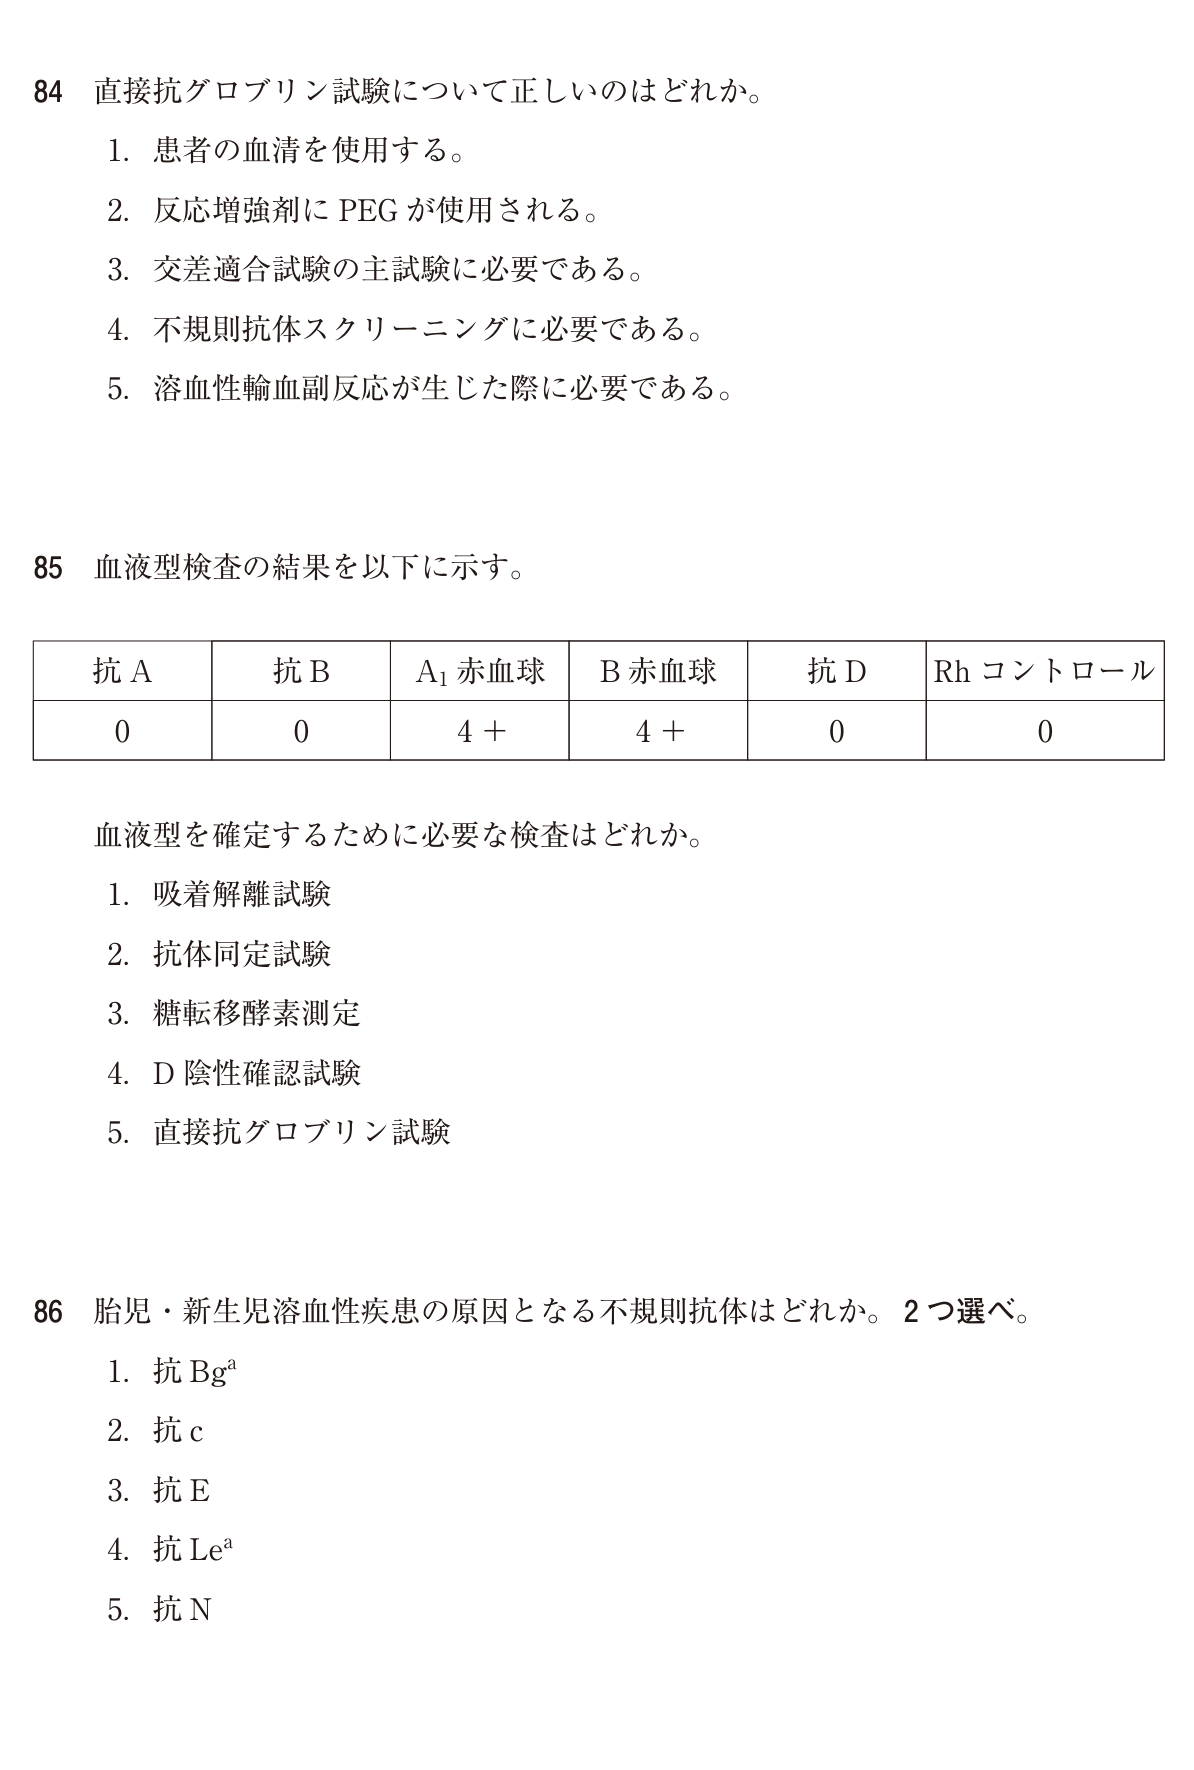 84 直接抗グロブリン試験について正しいのはどれか。
1. 患者の血清を使用する。
2. 反応増強剤に PEG が使用される。
3. 交差適合試験の主試験に必要である。
4. 不規則抗体スクリーニングに必要である。
5. 溶血性輸血副反応が生じた際に必要である。
85 血液型検査の結果を以下に示す。
抗 A 抗 B A₁ 赤血球 B 赤血球 抗 D Rh コントロール
0 0 4 + 4 + 0 0
血液型を確定するために必要な検査はどれか。
1. 吸着解離試験
2. 抗体同定試験
3. 糖転移酵素測定
4. D 陰性確認試験
5. 直接抗グロブリン試験
86 胎児・新生児溶血性疾患の原因となる不規則抗体はどれか。2 つ選べ。
1. 抗 Bgᵃ
2. 抗 c
3. 抗 E
4. 抗 Leᵃ
5. 抗 N